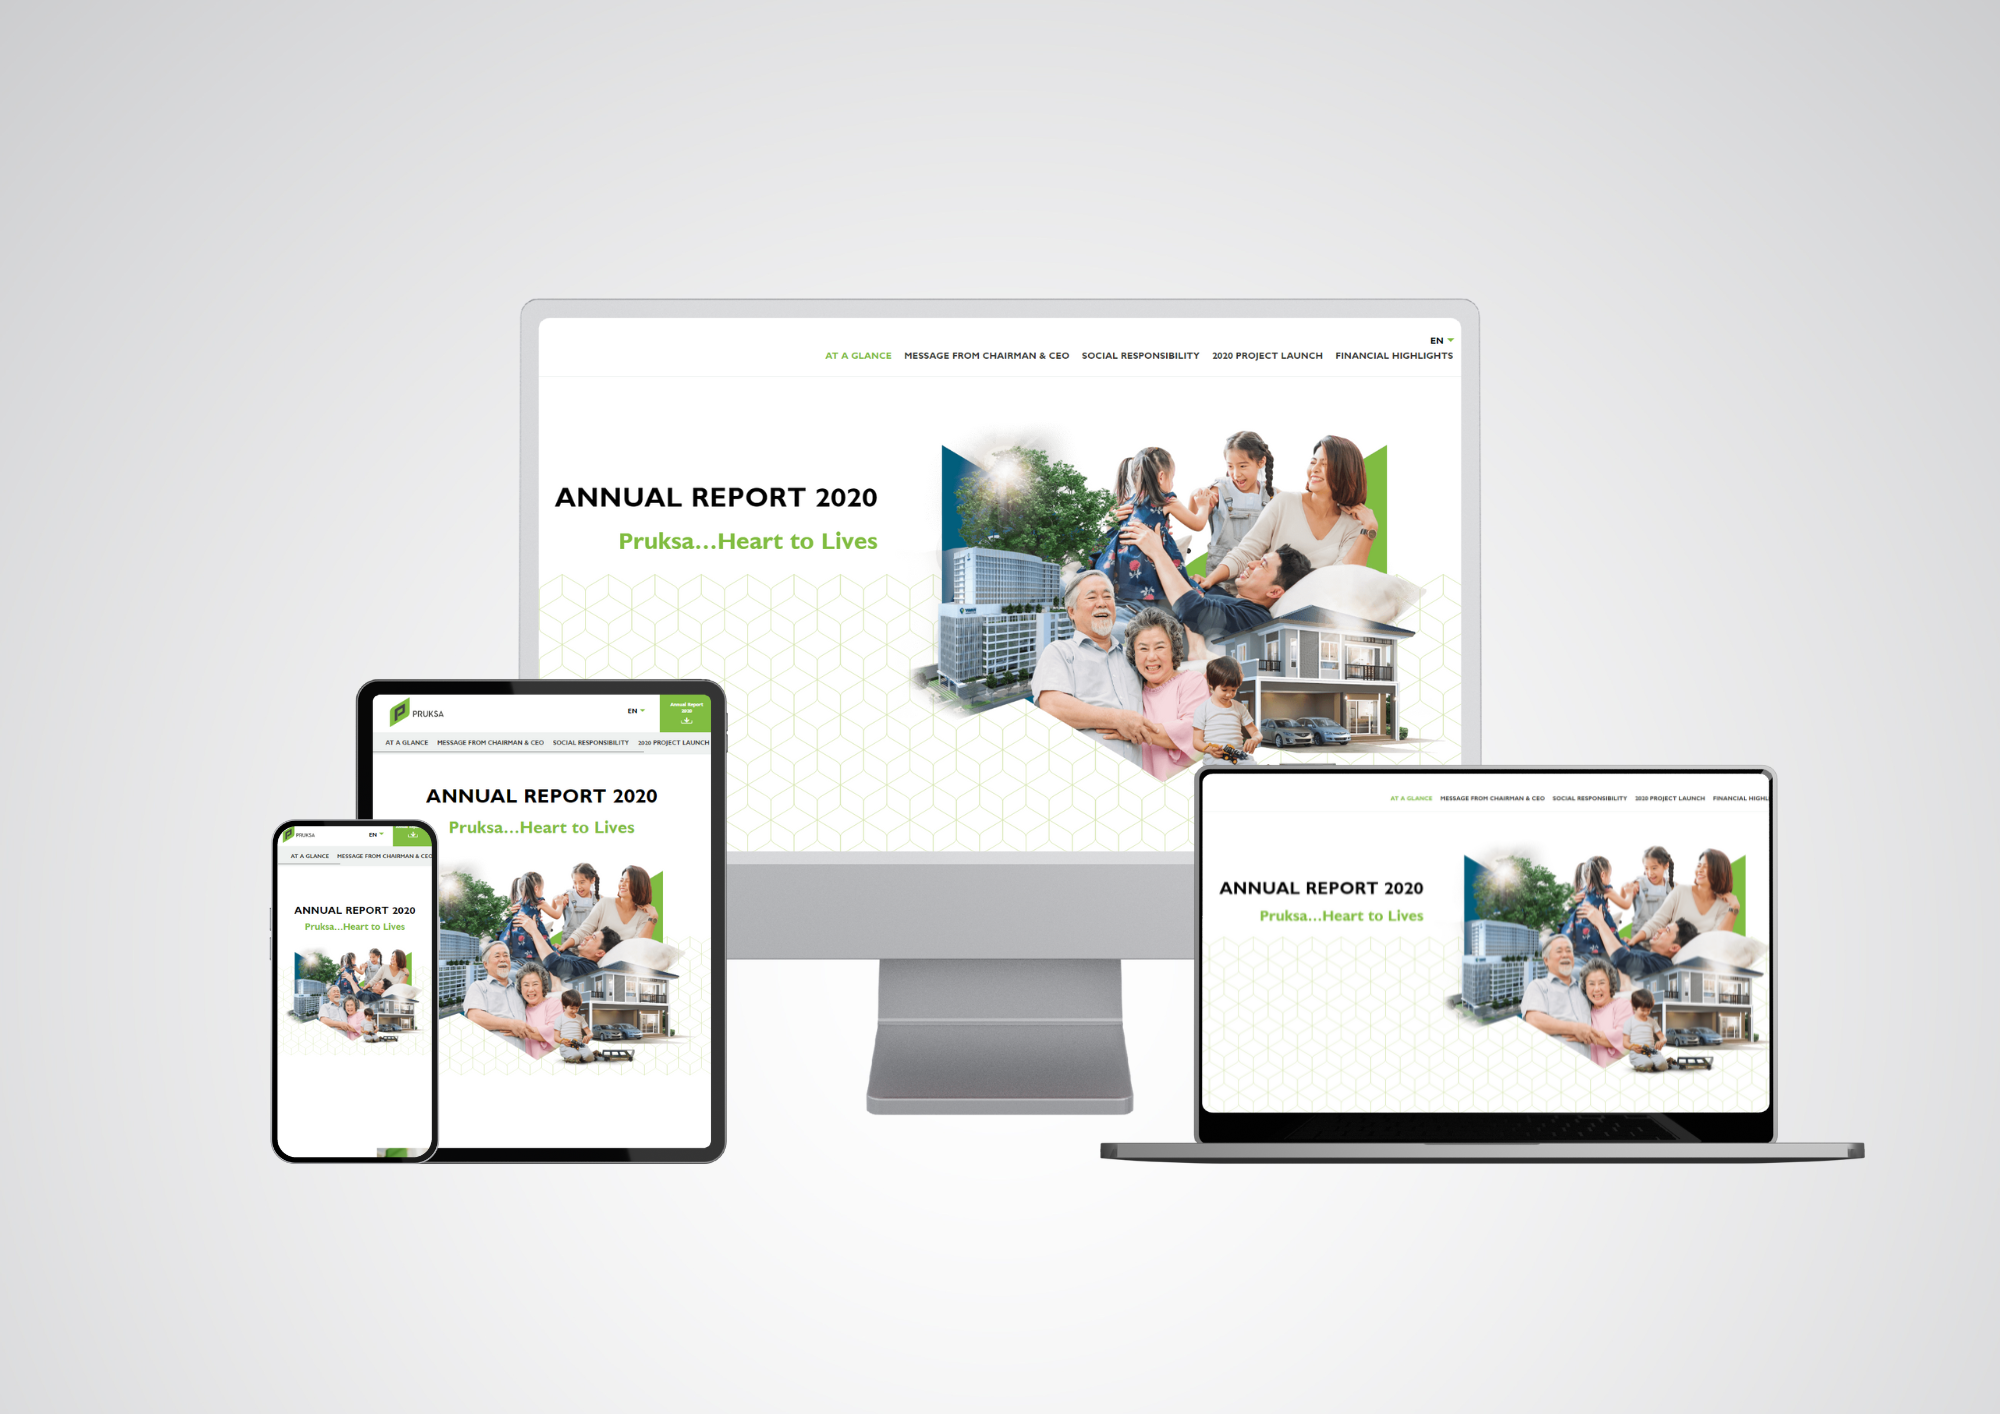 EN
AT A GLANCE MESSAGE FROM CHAIRMAN & CEO SOCIAL RESPONSIBILITY 2020 PROJECT LAUNCH FINANCIAL HIGHLIGHTS
ANNUAL REPORT 2020
Pruksa...Heart to Lives
PRUKSA
EN
Annual Report
2020
AT A GLANCE MESSAGE FROM CHAIRMAN & CEO SOCIAL RESPONSIBILITY 2020 PROJECT LAUNCH
ANNUAL REPORT 2020
Pruksa...Heart to Lives
PRUKSA
EN
AT A GLANCE MESSAGE FROM CHAIRMAN & CEO
ANNUAL REPORT 2020
Pruksa...Heart to Lives
AT A GLANCE MESSAGE FROM CHAIRMAN & CEO SOCIAL RESPONSIBILITY 2020 PROJECT LAUNCH FINANCIAL HIGHL
ANNUAL REPORT 2020
Pruksa...Heart to Lives